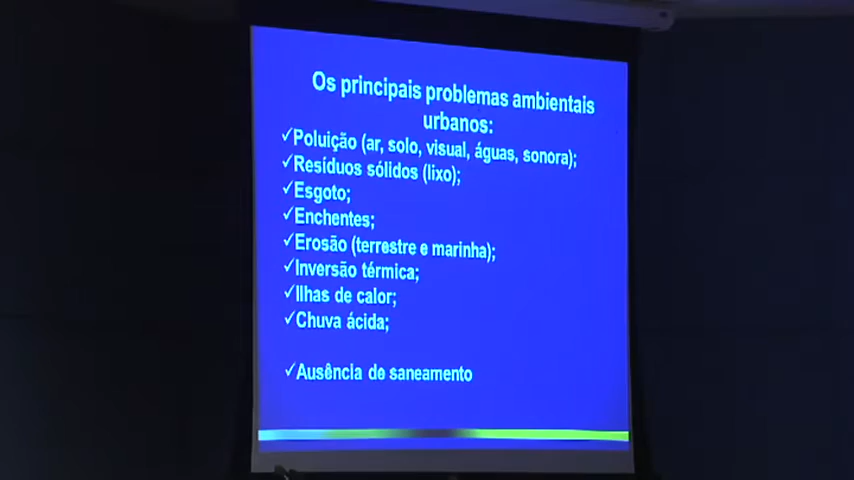 Os principais problemas ambientais
urbanos:
✓Poluição (ar, solo, visual, águas, sonora);
✓Resíduos sólidos (lixo);
✓Esgoto;
✓Enchentes;
✓Erosão (terrestre e marinha);
✓Inversão térmica;
✓Ilhas de calor;
✓Chuva ácida;
✓Ausência de saneamento